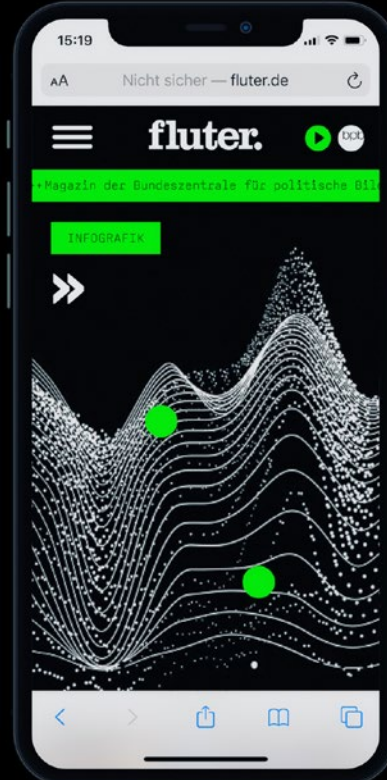 15:19
AA Nicht sicher — fluter.de
fluter. bpb:
Magazin der Bundeszentrale für politische
INFOGRAFIK